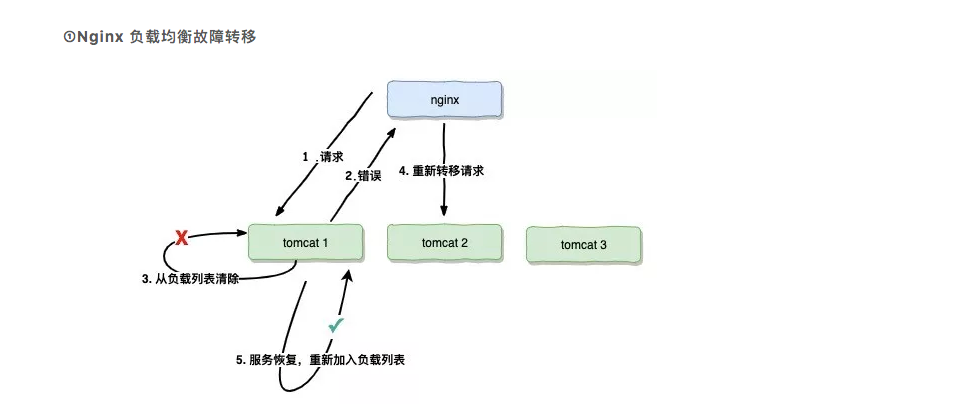 ①Nginx 负载均衡故障转移
nginx
1 .请求
2.错误
4. 重新转移请求
tomcat 1
tomcat 2
tomcat 3
X
3. 从负载列表清除
5. 服务恢复，重新加入负载列表